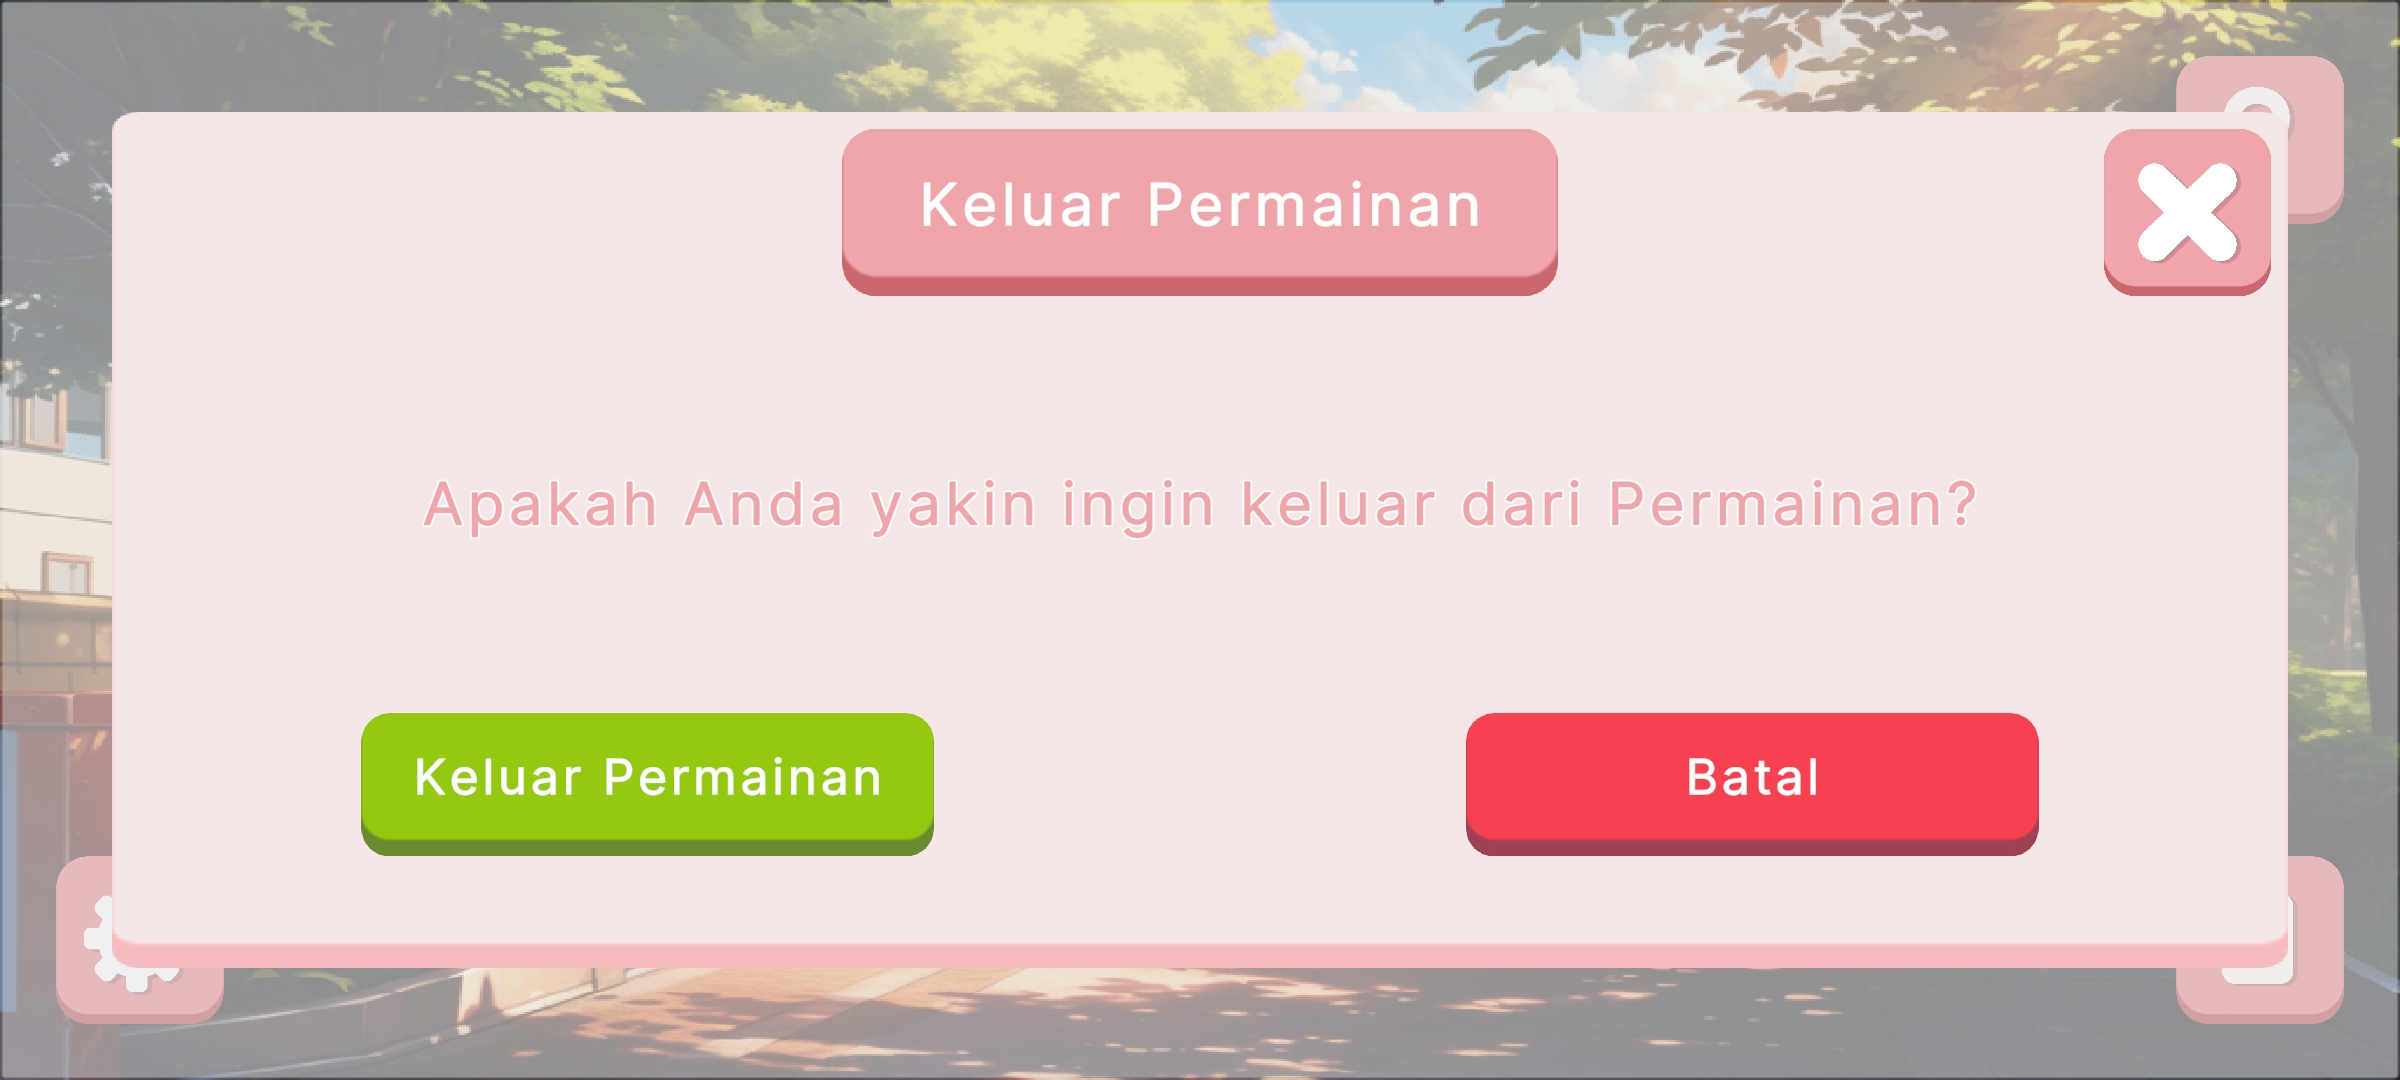 Keluar Permainan
Apakah Anda yakin ingin keluar dari Permainan?
Keluar Permainan
Batal